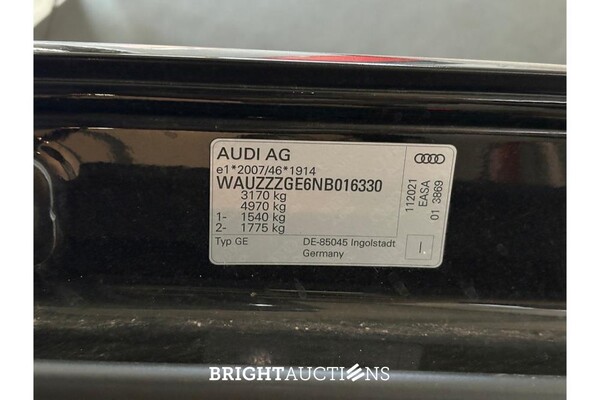 AUDI AG
e1*2007/46*1914
WAUZZZGE6NB016330
3170 kg
4970 kg
1- 1540 kg
2- 1775 kg
Typ GE DE-85045 Ingolstadt
Germany
112021
EASA
01 3869
I
BRIGHTAUCTIONS